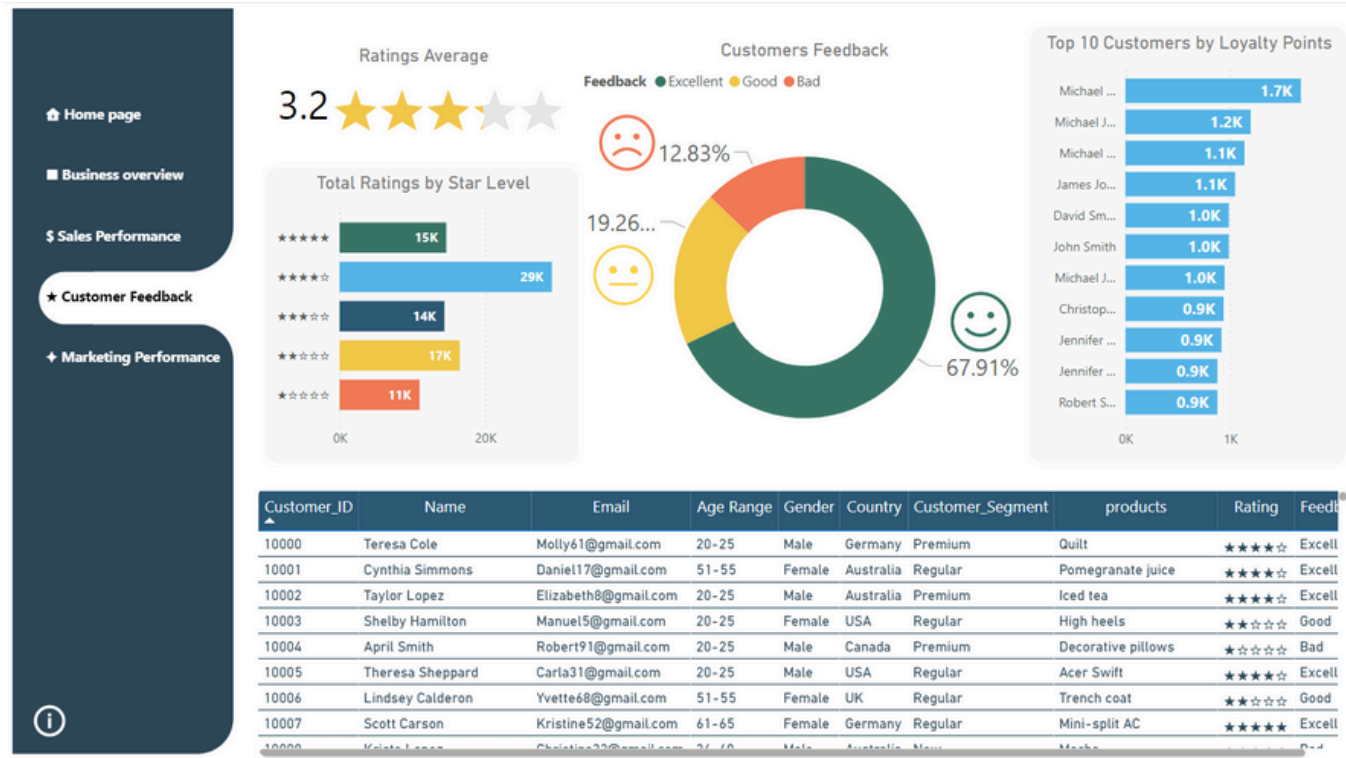 Home page
Business overview
$ Sales Performance
★ Customer Feedback
✦ Marketing Performance
Ratings Average
3.2
Total Ratings by Star Level
★★★★★ 15K
★★★★☆ 29K
★★★☆☆ 14K
★★☆☆☆ 17K
★☆☆☆☆ 11K
0K 20K
Customers Feedback
Feedback Excellent Good Bad
12.83%
19.26...
67.91%
Top 10 Customers by Loyalty Points
Michael ... 1.7K
Michael J... 1.2K
Michael ... 1.1K
James Jo... 1.1K
David Sm... 1.0K
John Smith 1.0K
Michael J... 1.0K
Christop... 0.9K
Jennifer ... 0.9K
Jennifer ... 0.9K
Robert S... 0.9K
0K 1K
Customer_ID Name Email Age Range Gender Country Customer_Segment products Rating Feedb
10000 Teresa Cole Molly61@gmail.com 20-25 Male Germany Premium Quilt ★★★★☆ Excell
10001 Cynthia Simmons Daniel17@gmail.com 51-55 Female Australia Regular Pomegranate juice ★★★★☆ Excell
10002 Taylor Lopez Elizabeth8@gmail.com 20-25 Male Australia Premium Iced tea ★★★★☆ Excell
10003 Shelby Hamilton Manuel5@gmail.com 20-25 Female USA Regular High heels ★★☆☆☆ Good
10004 April Smith Robert91@gmail.com 20-25 Male Canada Premium Decorative pillows ★☆☆☆☆ Bad
10005 Theresa Sheppard Carla31@gmail.com 20-25 Male USA Regular Acer Swift ★★★★☆ Excell
10006 Lindsey Calderon Yvette68@gmail.com 51-55 Female UK Regular Trench coat ★★☆☆☆ Good
10007 Scott Carson Kristine52@gmail.com 61-65 Female Germany Regular Mini-split AC ★★★★★ Excell